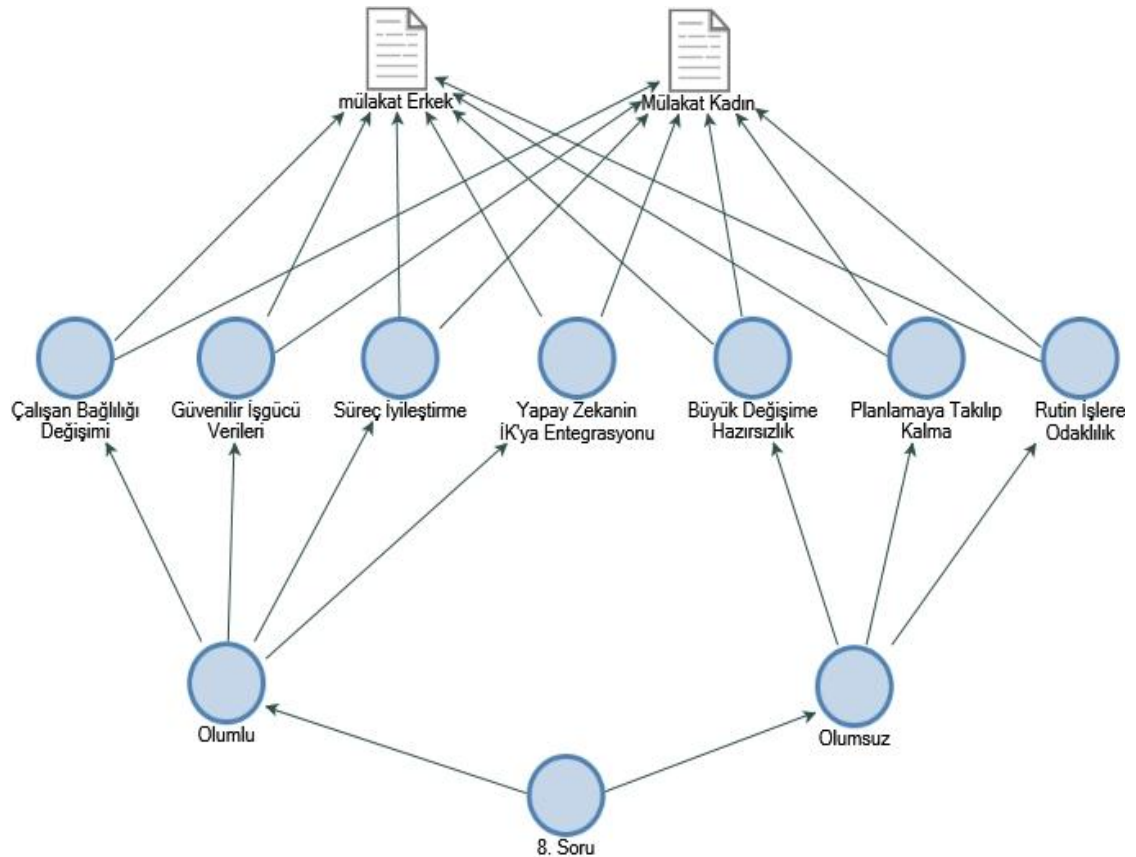 mülakat Erkek
Mülakat Kadın
Çalışan Bağlılığı
Değişimi
Güvenilir İşgücü
Verileri
Süreç İyileştirme
Yapay Zekanin
İK'ya Entegrasyonu
Büyük Değişime
Hazırsızlık
Planlamaya Takılıp
Kalma
Rutin İşlere
Odaklılık
Olumlu
Olumsuz
8. Soru